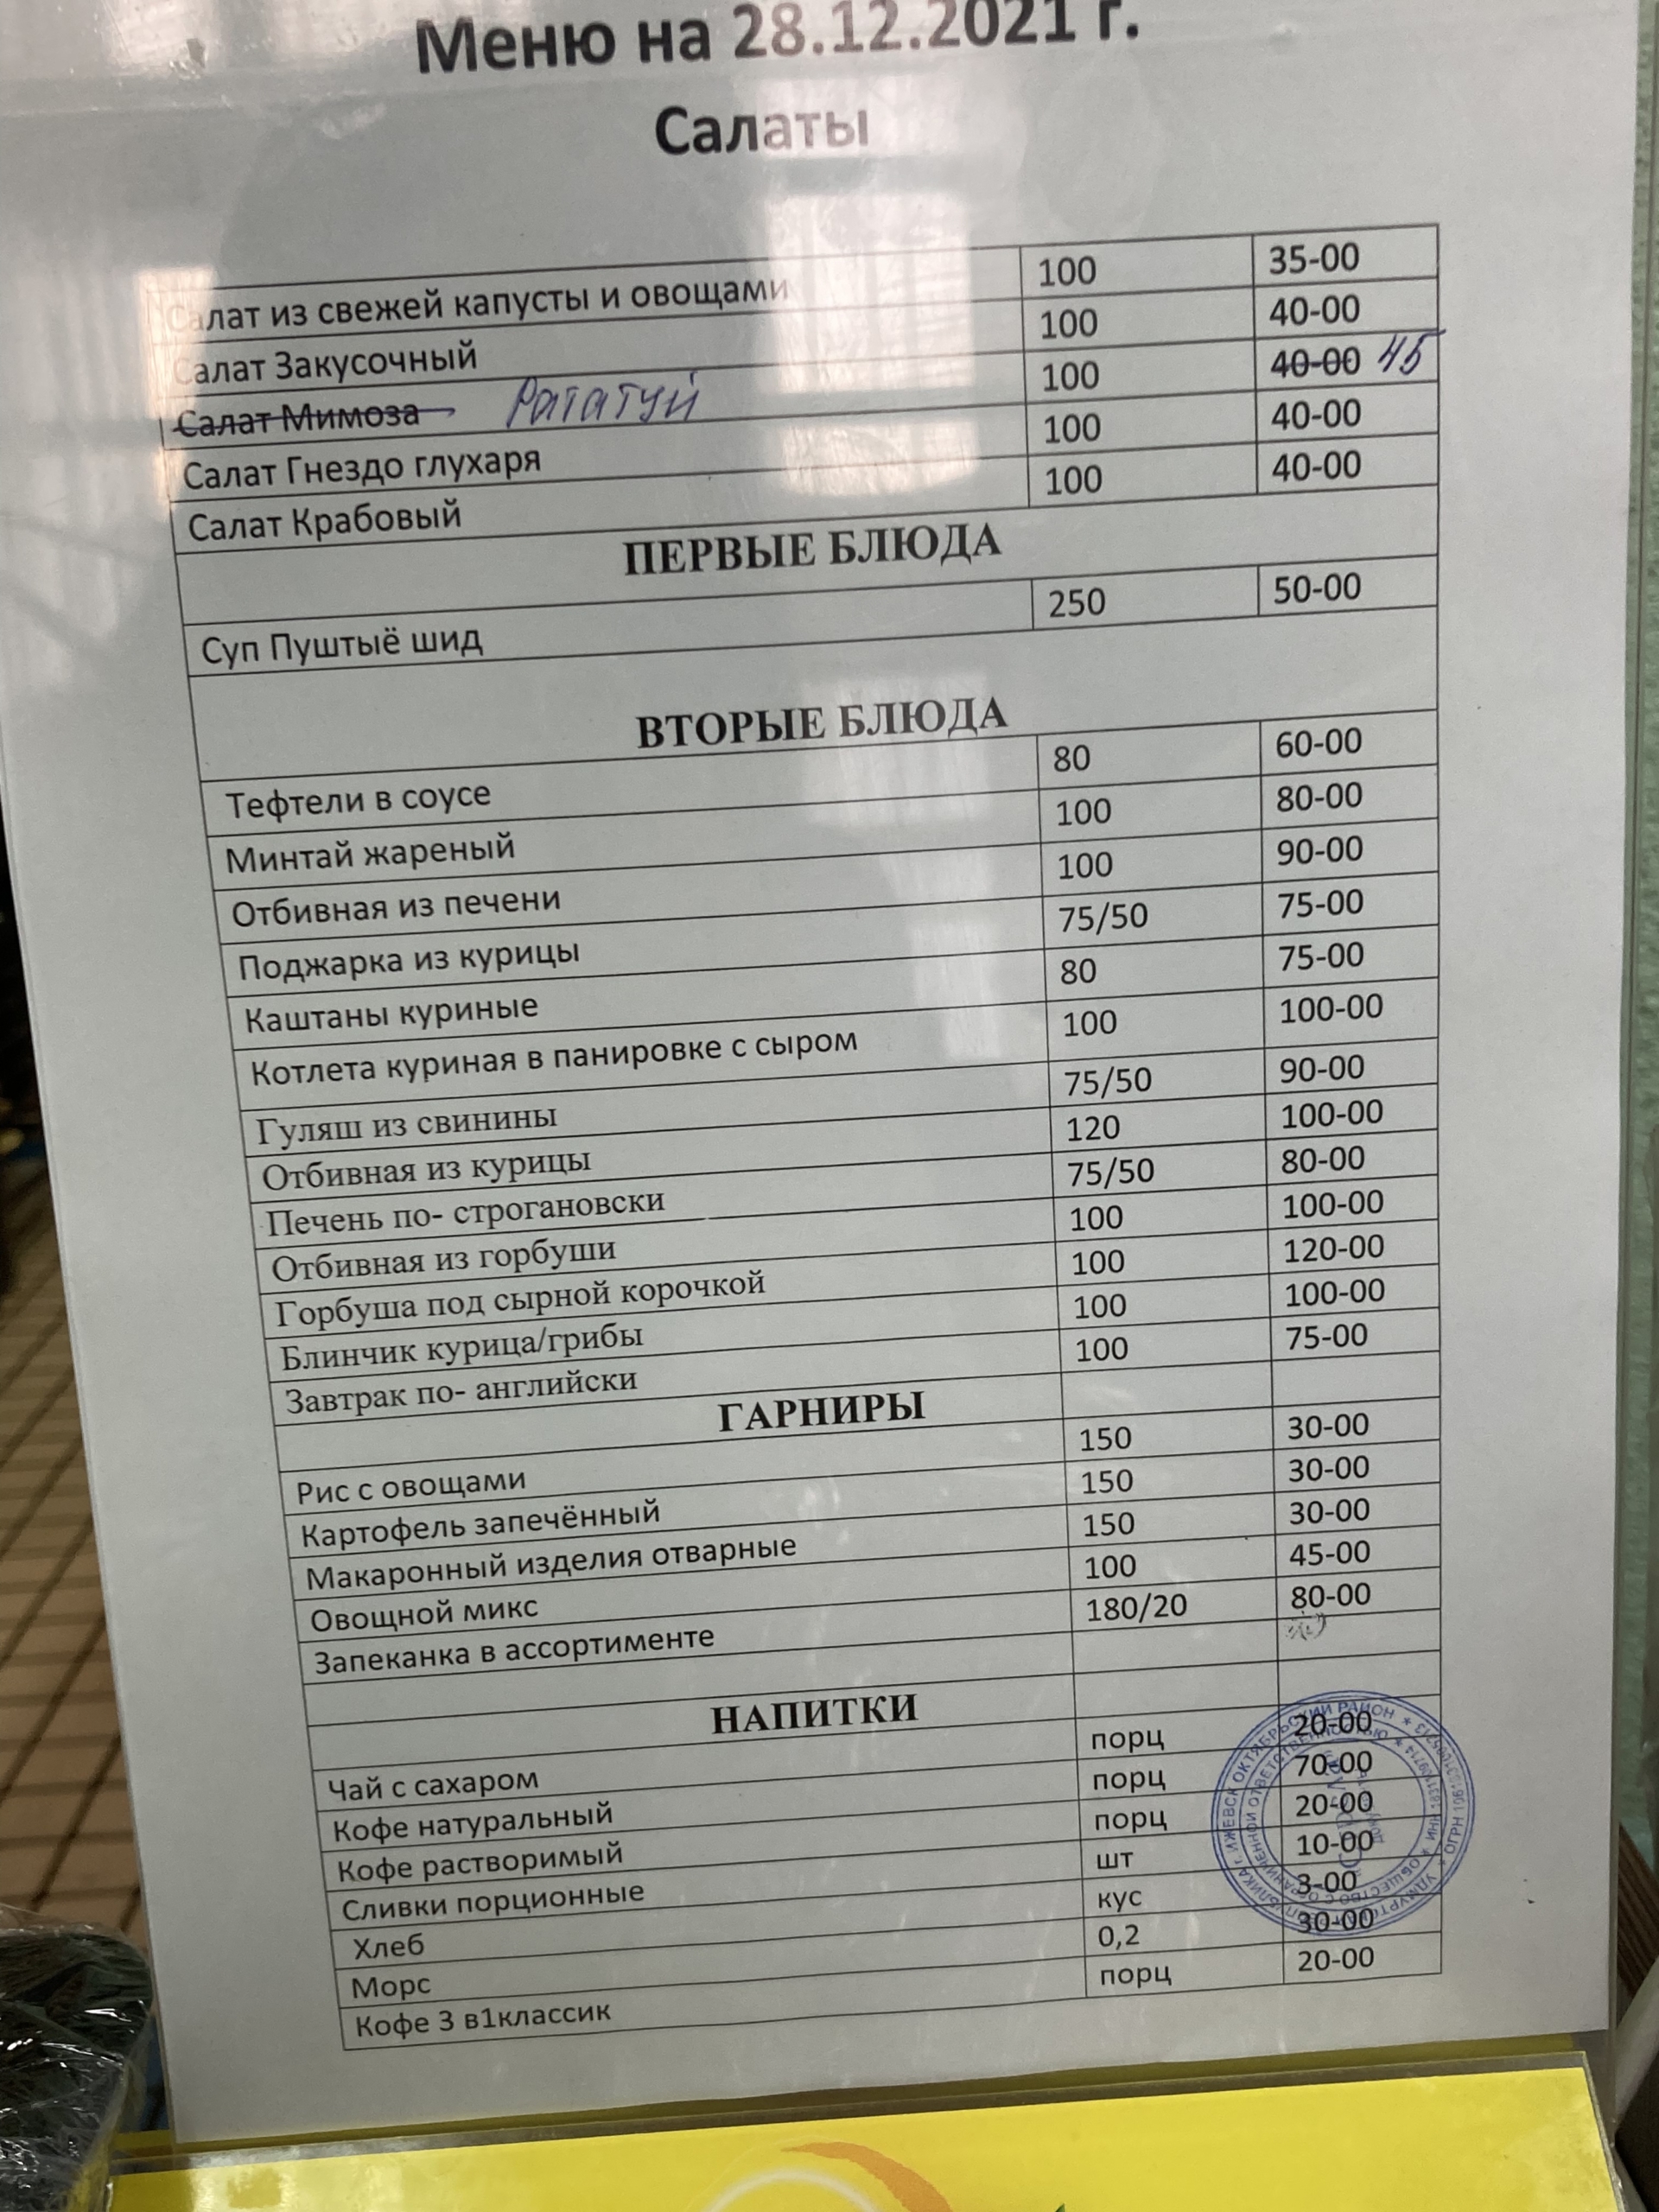 Меню на 28.12.2021 г.
Салаты
Салат из свежей капусты и овощами 100 35-00
Салат Закусочный 100 40-00
Салат Мимоза Рататуй 100 40-00 45
Салат Гнездо глухаря 100 40-00
Салат Крабовый 100 40-00
ПЕРВЫЕ БЛЮДА
Суп Пуштыё шид 250 50-00
ВТОРЫЕ БЛЮДА
Тефтели в соусе 80 60-00
Минтай жареный 100 80-00
Отбивная из печени 100 90-00
Поджарка из курицы 75/50 75-00
Каштаны куриные 80 75-00
Котлета куриная в панировке с сыром 100 100-00
Гуляш из свинины 75/50 90-00
Отбивная из курицы 120 100-00
Печень по- строгановски 75/50 80-00
Отбивная из горбуши 100 100-00
Горбуша под сырной корочкой 100 120-00
Блинчик курица/грибы 100 100-00
Завтрак по- английски 100 75-00
ГАРНИРЫ
Рис с овощами 150 30-00
Картофель запечённый 150 30-00
Макаронный изделия отварные 150 30-00
Овощной микс 100 45-00
Запеканка в ассортименте 180/20 80-00
НАПИТКИ
Чай с сахаром порц 20-00
Кофе натуральный порц 70-00
Кофе растворимый порц 20-00
Сливки порционные шт 10-00
Хлеб кус 3-00
Морс 0,2 30-00
Кофе 3 в1классик порц 20-00
ИЖЕВСК ОКТЯБРЬСКИЙ РАЙОН
ОБЩЕСТВО С ОГРАНИЧЕННОЙ ОТВЕТСТВЕННОСТЬЮ